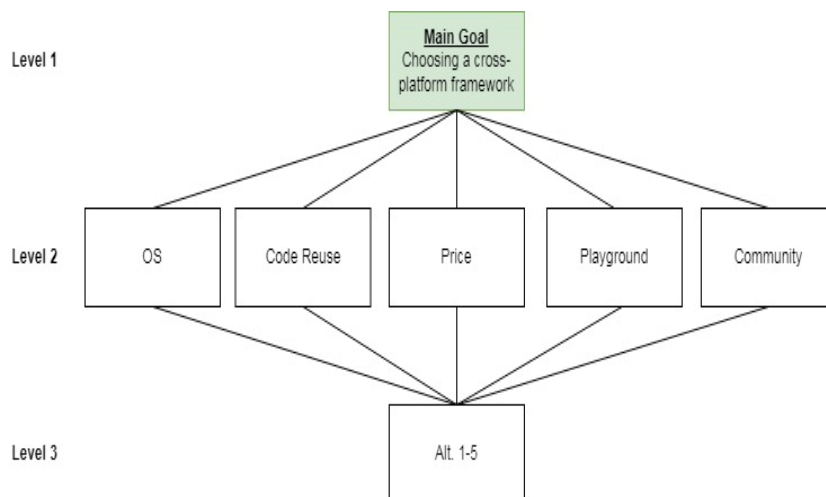 Main Goal
Level 1
Choosing a cross-
platform framework
Level 2
OS
Code Reuse
Price
Playground
Community
Level 3
Alt. 1-5